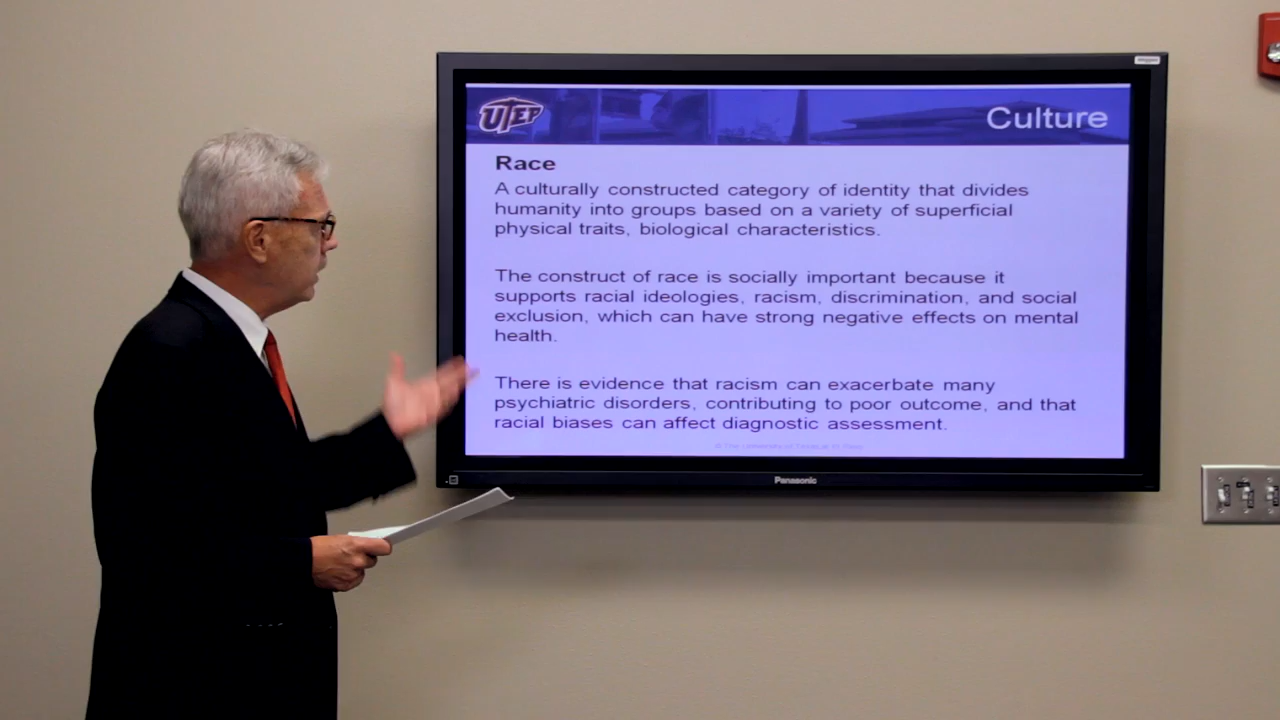 UTEP
Culture
Race
A culturally constructed category of identity that divides
humanity into groups based on a variety of superficial
physical traits, biological characteristics.
The construct of race is socially important because it
supports racial ideologies, racism, discrimination, and social
exclusion, which can have strong negative effects on mental
health.
There is evidence that racism can exacerbate many
psychiatric disorders, contributing to poor outcome, and that
racial biases can affect diagnostic assessment.
Panasonic